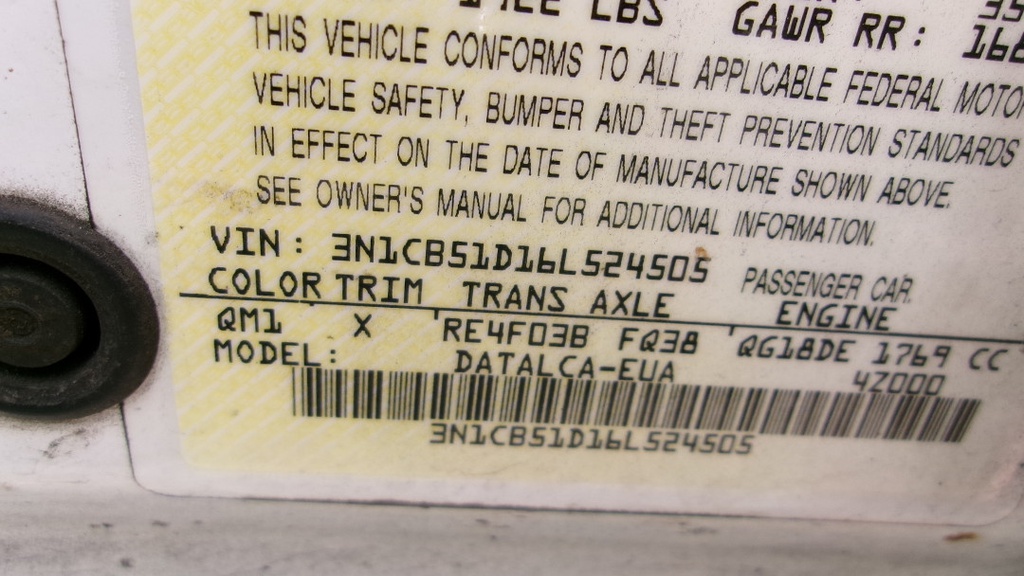 LBS
GAWR RR:
THIS VEHICLE CONFORMS TO ALL APPLICABLE FEDERAL MOTO
VEHICLE SAFETY, BUMPER AND THEFT PREVENTION STANDARDS
IN EFFECT ON THE DATE OF MANUFACTURE SHOWN ABOVE.
SEE OWNER'S MANUAL FOR ADDITIONAL INFORMATION.
VIN: 3N1CB51D16L524505 PASSENGER CAR
COLOR TRIM TRANS AXLE ENGINE
QM1 X RE4F03B FQ38 QG18DE 1769 CC
MODEL: DATALCA-EUA 4Z000
3N1CB51D16L524505